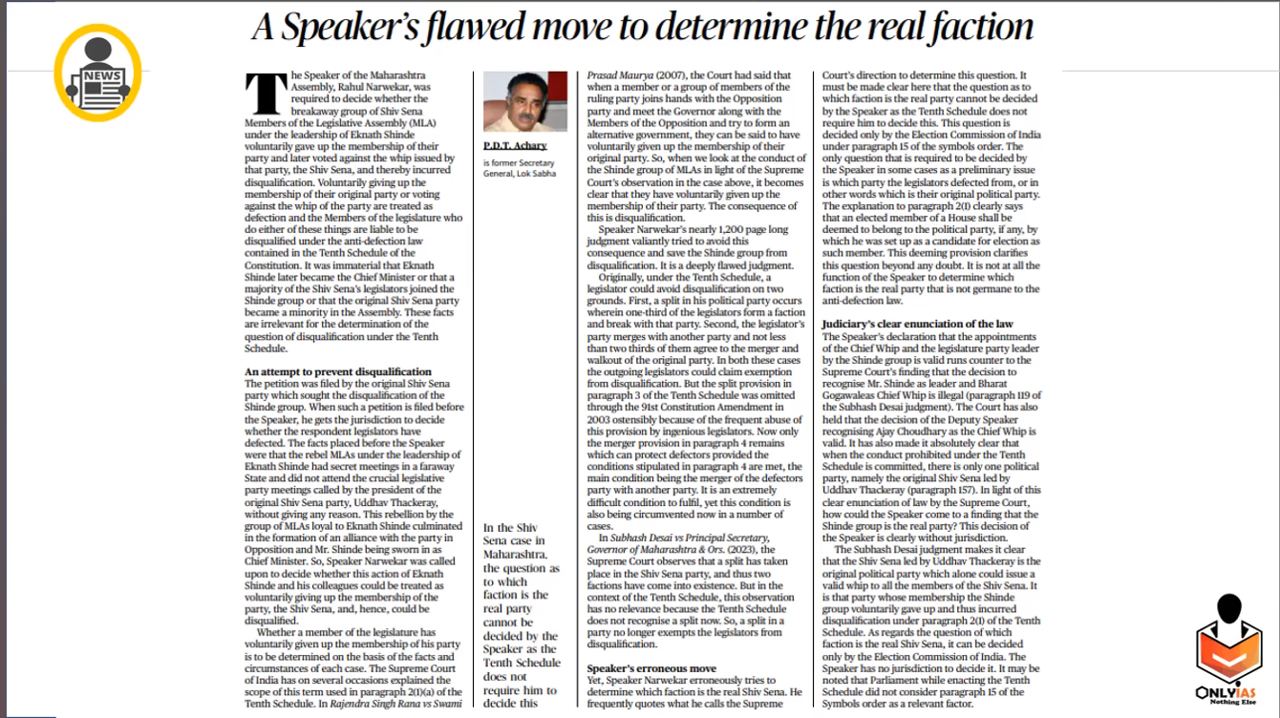 A Speaker's flawed move to determine the real faction
NEWS
The Speaker of the Maharashtra
Assembly, Rahul Narwekar, was
required to decide whether the
breakaway group of Shiv Sena
Members of the Legislative Assembly (MLA)
under the leadership of Eknath Shinde
voluntarily gave up the membership of their
party and later voted against the whip issued by
that party, the Shiv Sena, and thereby incurred
disqualification. Voluntarily giving up the
membership of their original party or voting
against the whip of the party are treated as
defection and the Members of the legislature who
do either of these things are liable to be
disqualified under the anti-defection law
contained in the Tenth Schedule of the
Constitution. It was immaterial that Eknath
Shinde later became the Chief Minister or that a
majority of the Shiv Sena's legislators joined the
Shinde group or that the original Shiv Sena party
became a minority in the Assembly. These facts
are irrelevant for the determination of the
question of disqualification under the Tenth
Schedule.
An attempt to prevent disqualification
The petition was filed by the original Shiv Sena
party which sought the disqualification of the
Shinde group. When such a petition is filed before
the Speaker, he gets the jurisdiction to decide
whether the respondent legislators have
defected. The facts placed before the Speaker
were that the rebel MLAs under the leadership of
Eknath Shinde had secret meetings in a faraway
State and did not attend the crucial legislative
party meetings called by the president of the
original Shiv Sena party, Uddhav Thackeray,
without giving any reason. This rebellion by the
group of MLAs loyal to Eknath Shinde culminated
in the formation of an alliance with the party in
Opposition and Mr. Shinde being sworn in as
Chief Minister. So, Speaker Narwekar was called
upon to decide whether this action of Eknath
Shinde and his colleagues could be treated as
voluntarily giving up the membership of the
party, the Shiv Sena, and, hence, could be
disqualified.
Whether a member of the legislature has
voluntarily given up the membership of his party
is to be determined on the basis of the facts and
circumstances of each case. The Supreme Court
of India has on several occasions explained the
scope of this term used in paragraph 2(1)(a) of the
Tenth Schedule. In Rajendra Singh Rana vs Swami
P.D.T. Achary
is former Secretary
General, Lok Sabha
In the Shiv
Sena case in
Maharashtra,
the question as
to which
faction is the
real party
cannot be
decided by the
Speaker as the
Tenth Schedule
does not
require him to
decide this
Prasad Maurya (2007), the Court had said that
when a member or a group of members of the
ruling party joins hands with the Opposition
party and meet the Governor along with the
Members of the Opposition and try to form an
alternative government, they can be said to have
voluntarily given up the membership of their
original party. So, when we look at the conduct of
the Shinde group of MLAs in light of the Supreme
Court's observation in the case above, it becomes
clear that they have voluntarily given up the
membership of their party. The consequence of
this is disqualification.
Speaker Narwekar's nearly 1,200 page long
judgment valiantly tried to avoid this
consequence and save the Shinde group from
disqualification. It is a deeply flawed judgment.
Originally, under the Tenth Schedule, a
legislator could avoid disqualification on two
grounds. First, a split in his political party occurs
wherein one-third of the legislators form a faction
and break with that party. Second, the legislator's
party merges with another party and not less
than two thirds of them agree to the merger and
walkout of the original party. In both these cases
the outgoing legislators could claim exemption
from disqualification. But the split provision in
paragraph 3 of the Tenth Schedule was omitted
through the 91st Constitution Amendment in
2003 ostensibly because of the frequent abuse of
this provision by ingenious legislators. Now only
the merger provision in paragraph 4 remains
which can protect defectors provided the
conditions stipulated in paragraph 4 are met, the
main condition being the merger of the defectors
party with another party. It is an extremely
difficult condition to fulfil, yet this condition is
also being circumvented now in a number of
cases.
In Subhash Desai vs Principal Secretary,
Governor of Maharashtra & Ors. (2023), the
Supreme Court observes that a split has taken
place in the Shiv Sena party, and thus two
factions have come into existence. But in the
context of the Tenth Schedule, this observation
has no relevance because the Tenth Schedule
does not recognise a split now. So, a split in a
party no longer exempts the legislators from
disqualification.
Speaker's erroneous move
Yet, Speaker Narwekar erroneously tries to
determine which faction is the real Shiv Sena. He
frequently quotes what he calls the Supreme
Court's direction to determine this question. It
must be made clear here that the question as to
which faction is the real party cannot be decided
by the Speaker as the Tenth Schedule does not
require him to decide this. This question is
decided only by the Election Commission of India
under paragraph 15 of the symbols order. The
only question that is required to be decided by
the Speaker in some cases as a preliminary issue
is which party the legislators defected from, or in
other words which is their original political party.
The explanation to paragraph 2(1) clearly says
that an elected member of a House shall be
deemed to belong to the political party, if any, by
which he was set up as a candidate for election as
such member. This deeming provision clarifies
this question beyond any doubt. It is not at all the
function of the Speaker to determine which
faction is the real party that is not germane to the
anti-defection law.
Judiciary's clear enunciation of the law
The Speaker's declaration that the appointments
of the Chief Whip and the legislature party leader
by the Shinde group is valid runs counter to the
Supreme Court's finding that the decision to
recognise Mr. Shinde as leader and Bharat
Gogawaleas Chief Whip is illegal (paragraph 119 of
the Subhash Desai judgment). The Court has also
held that the decision of the Deputy Speaker
recognising Ajay Choudhary as the Chief Whip is
valid. It has also made it absolutely clear that
when the conduct prohibited under the Tenth
Schedule is committed, there is only one political
party, namely the original Shiv Sena led by
Uddhav Thackeray (paragraph 157). In light of this
clear enunciation of law by the Supreme Court,
how could the Speaker come to a finding that the
Shinde group is the real party? This decision of
the Speaker is clearly without jurisdiction.
The Subhash Desai judgment makes it clear
that the Shiv Sena led by Uddhav Thackeray is the
original political party which alone could issue a
valid whip to all the members of the Shiv Sena. It
is that party whose membership the Shinde
group voluntarily gave up and thus incurred
disqualification under paragraph 2(1) of the Tenth
Schedule. As regards the question of which
faction is the real Shiv Sena, it can be decided
only by the Election Commission of India. The
Speaker has no jurisdiction to decide it. It may be
noted that Parliament while enacting the Tenth
Schedule did not consider paragraph 15 of the
Symbols order as a relevant factor.
ONLYIAS
Nothing Else